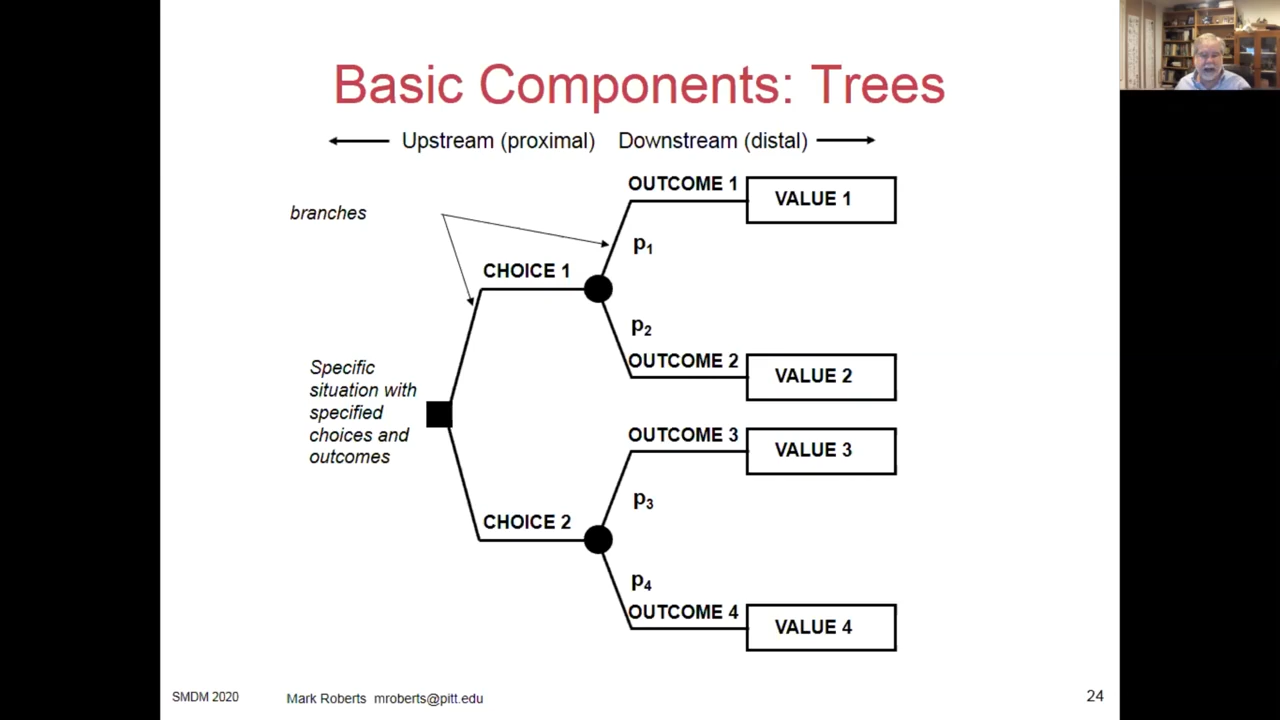 Basic Components: Trees
Upstream (proximal) Downstream (distal)
OUTCOME 1 VALUE 1
branches
p1
CHOICE 1
p2
OUTCOME 2 VALUE 2
Specific
situation with
specified
choices and
outcomes
OUTCOME 3 VALUE 3
p3
CHOICE 2
p4
OUTCOME 4 VALUE 4
SMDM 2020 Mark Roberts mroberts@pitt.edu 24